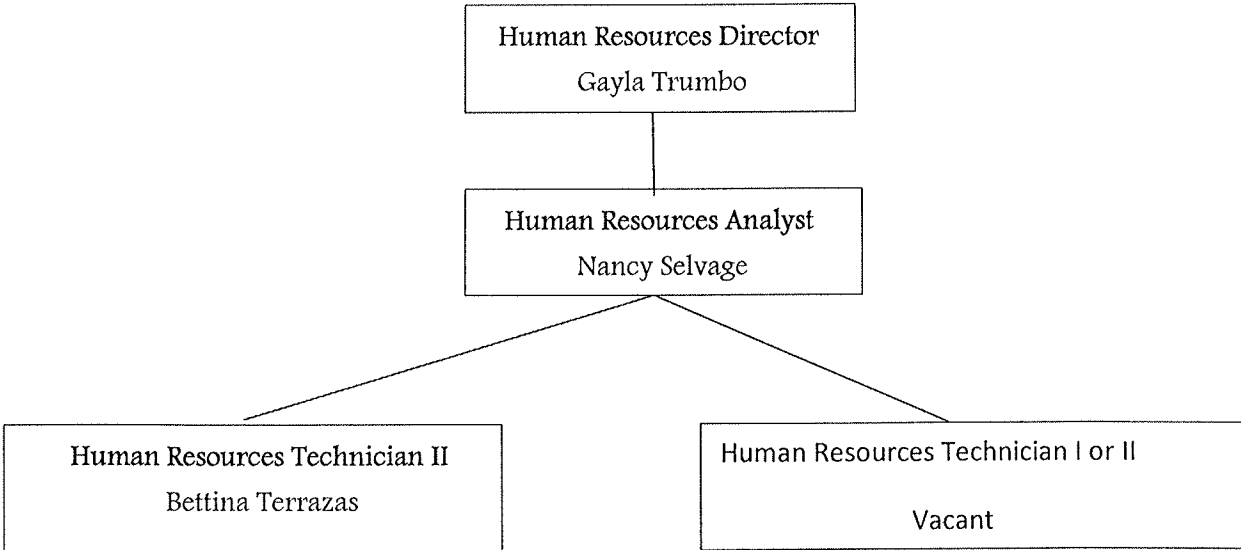 Human Resources Director
Gayla Trumbo
Human Resources Analyst
Nancy Selvage
Human Resources Technician II
Bettina Terrazas
Human Resources Technician I or II
Vacant